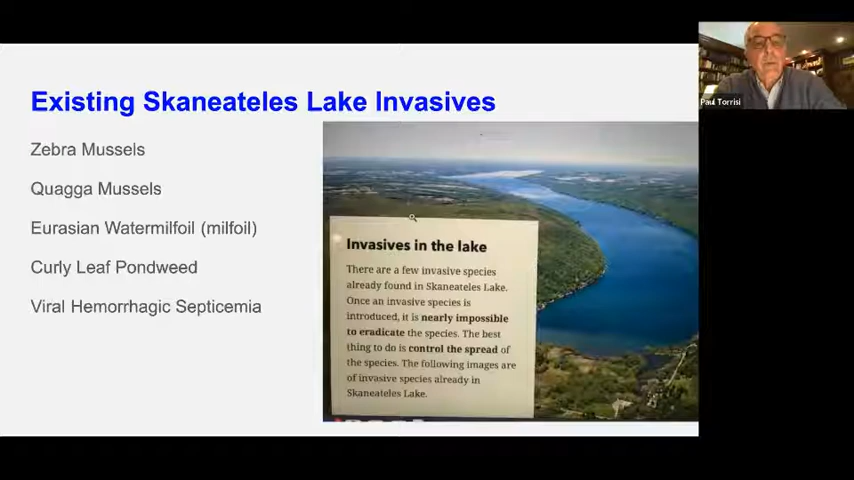 Existing Skaneateles Lake Invasives
Zebra Mussels
Quagga Mussels
Eurasian Watermilfoil (milfoil)
Curly Leaf Pondweed
Viral Hemorrhagic Septicemia
Invasives in the lake
There are a few invasive species
already found in Skaneateles Lake.
Once an invasive species is
introduced, it is nearly impossible
to eradicate the species. The best
thing to do is control the spread of
the species. The following images are
of invasive species already in
Skaneateles Lake.
Paul Torrisi